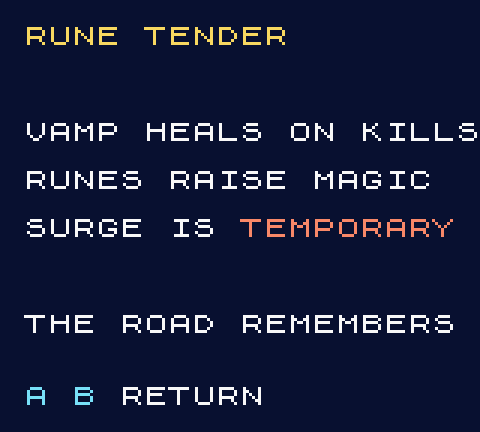 RUNE TENDER
VAMP HEALS ON KILLS
RUNES RAISE MAGIC
SURGE IS TEMPORARY
THE ROAD REMEMBERS
A B RETURN